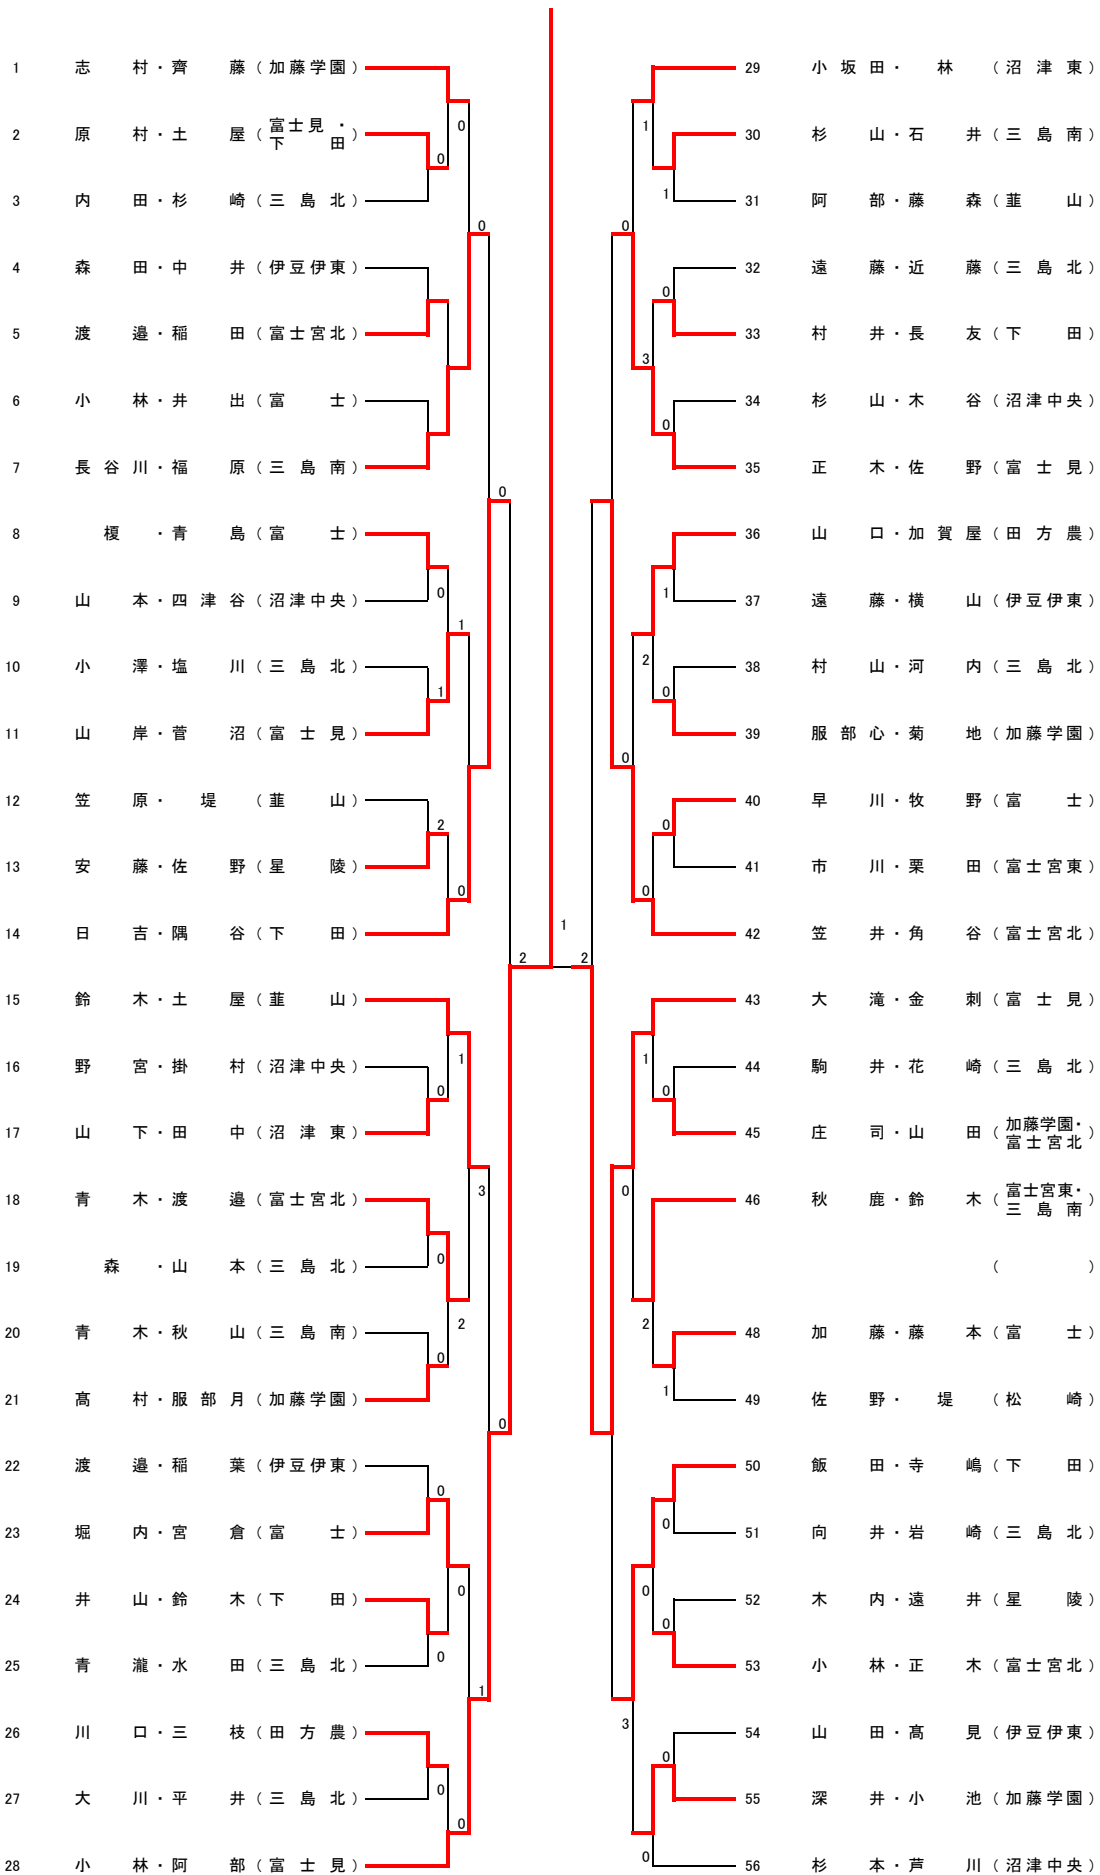 1 志村・齊藤（加藤学園）
2 原村・土屋（富士見・下田）
3 内田・杉崎（三島北）
4 森田・中井（伊豆伊東）
5 渡邉・稲田（富士宮北）
6 小林・井出（富士）
7 長谷川・福原（三島南）
8 榎・青島（富士）
9 山本・四津谷（沼津中央）
10 小澤・塩川（三島北）
11 山岸・菅沼（富士見）
12 笠原・堤（韮山）
13 安藤・佐野（星陵）
14 日吉・隅谷（下田）
15 鈴木・土屋（韮山）
16 野宮・掛村（沼津中央）
17 山下・田中（沼津東）
18 青木・渡邉（富士宮北）
19 森・山本（三島北）
20 青木・秋山（三島南）
21 髙村・服部月（加藤学園）
22 渡邉・稲葉（伊豆伊東）
23 堀内・宮倉（富士）
24 井山・鈴木（下田）
25 青瀧・水田（三島北）
26 川口・三枝（田方農）
27 大川・平井（三島北）
28 小林・阿部（富士見）
0
0
0
0
0
1
1
2
0
2
1
0
3
0
2
0
0
0
0
0
1
0
0
1
1
1
0
0
3
0
1
2
0
0
0
0
2
1
0
0
2
1
0
0
0
3
0
0
29 小坂田・林（沼津東）
30 杉山・石井（三島南）
31 阿部・藤森（韮山）
32 遠藤・近藤（三島北）
33 村井・長友（下田）
34 杉山・木谷（沼津中央）
35 正木・佐野（富士見）
36 山口・加賀屋（田方農）
37 遠藤・横山（伊豆伊東）
38 村山・河内（三島北）
39 服部心・菊地（加藤学園）
40 早川・牧野（富士）
41 市川・栗田（富士宮東）
42 笠井・角谷（富士宮北）
43 大滝・金刺（富士見）
44 駒井・花崎（三島北）
45 庄司・山田（加藤学園・富士宮北）
46 秋鹿・鈴木（富士宮東・三島南）
（ ）
48 加藤・藤本（富士）
49 佐野・堤（松崎）
50 飯田・寺嶋（下田）
51 向井・岩崎（三島北）
52 木内・遠井（星陵）
53 小林・正木（富士宮北）
54 山田・髙見（伊豆伊東）
55 深井・小池（加藤学園）
56 杉本・芦川（沼津中央）